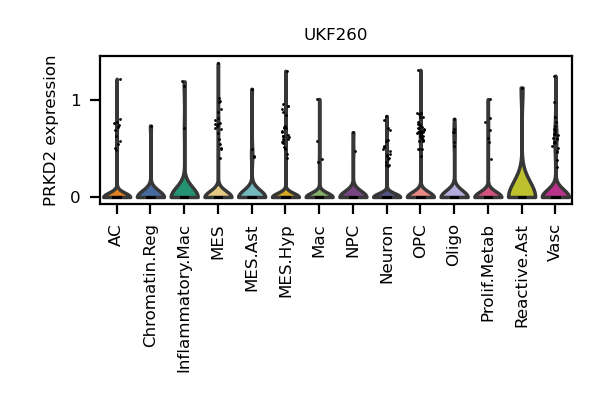 UKF260
PRKD2 expression
1
0
AC
Chromatin.Reg
Inflammatory.Mac
MES
MES.Ast
MES.Hyp
Mac
NPC
Neuron
OPC
Oligo
Prolif.Metab
Reactive.Ast
Vasc